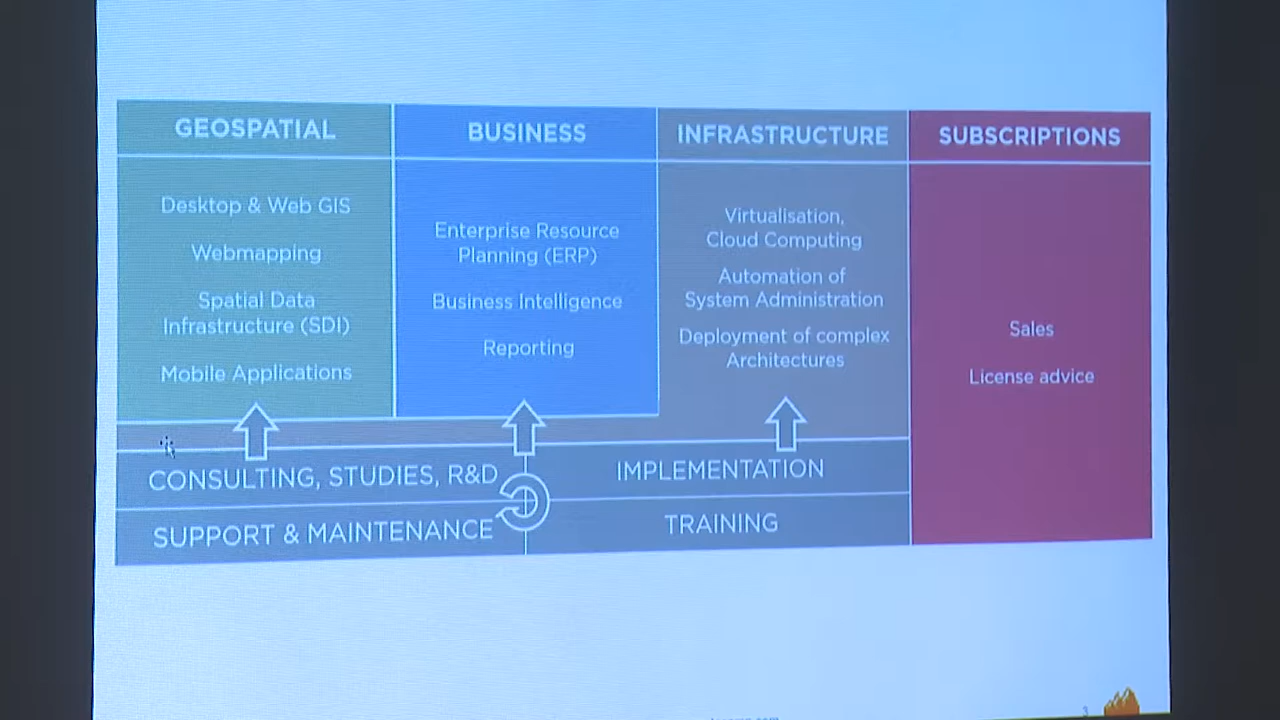 GEOSPATIAL
Desktop & Web GIS
Webmapping
Spatial Data
Infrastructure (SDI)
Mobile Applications
BUSINESS
Enterprise Resource
Planning (ERP)
Business Intelligence
Reporting
INFRASTRUCTURE
Virtualisation,
Cloud Computing
Automation of
System Administration
Deployment of complex
Architectures
SUBSCRIPTIONS
Sales
License advice
CONSULTING, STUDIES, R&D
IMPLEMENTATION
SUPPORT & MAINTENANCE
TRAINING
3